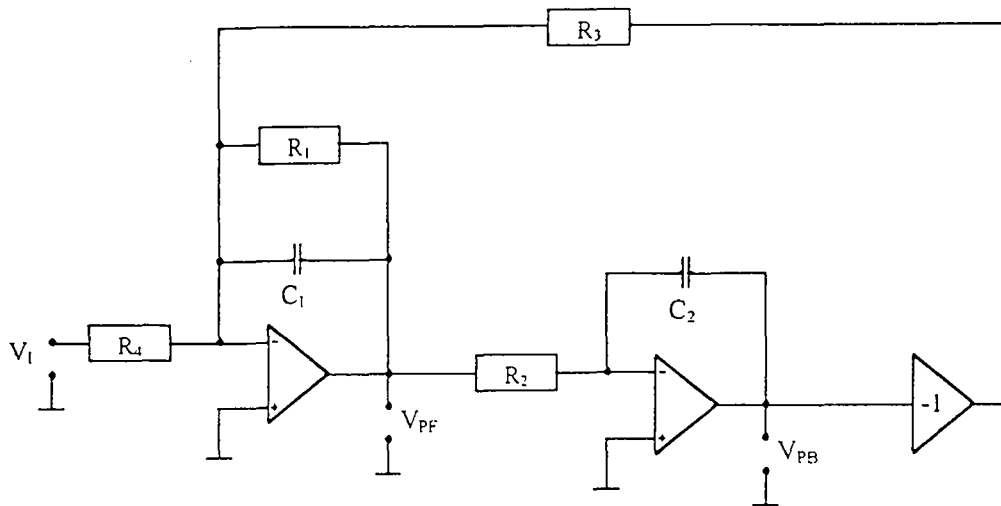 R3
R1
C1
C2
VI
R4
-
+
R2
-
+
-1
VPF
VPB